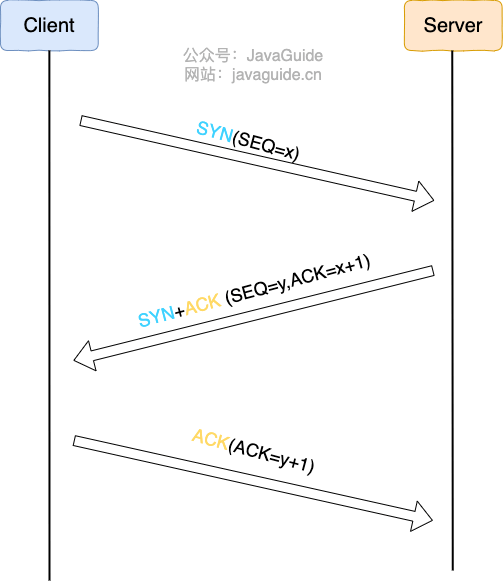 Client
Server
公众号：JavaGuide
网站：javaguide.cn
SYN(SEQ=x)
SYN+ACK (SEQ=y,ACK=x+1)
ACK(ACK=y+1)